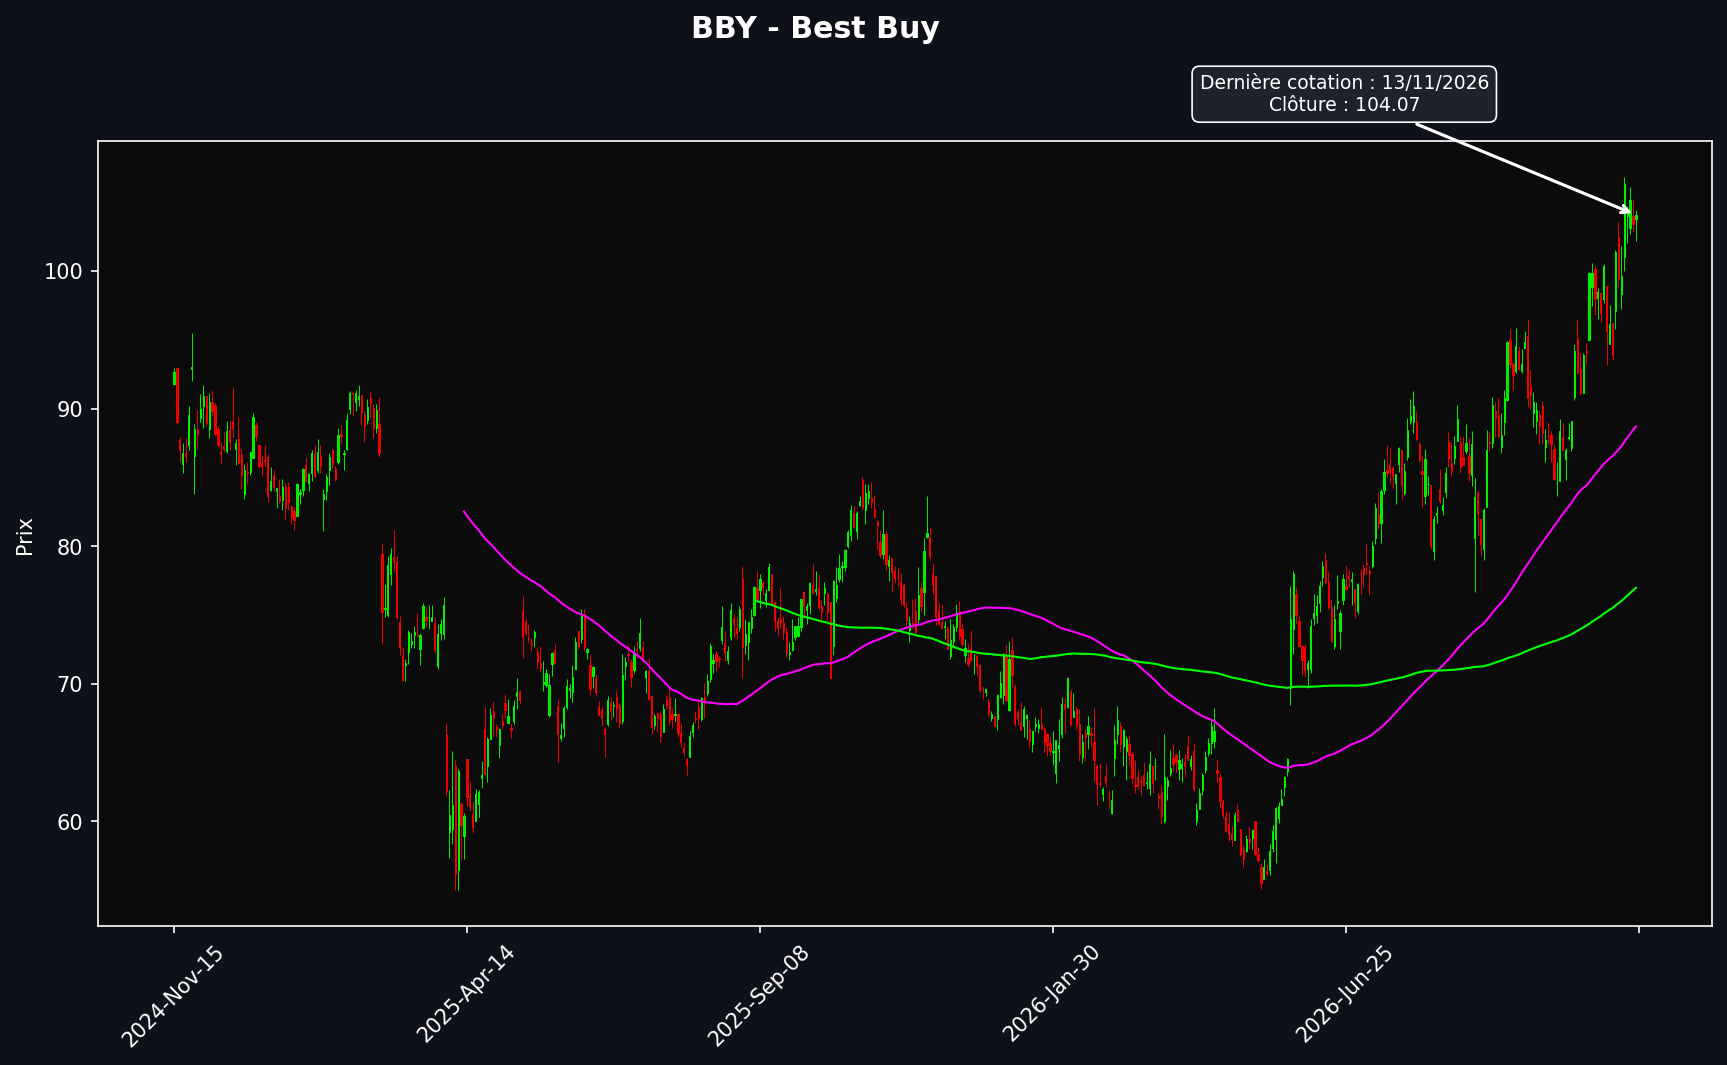 BBY - Best Buy
Dernière cotation : 13/11/2026
Clôture : 104.07
Prix
100
90
80
70
60
2024-Nov-15
2025-Apr-14
2025-Sep-08
2026-Jan-30
2026-Jun-25